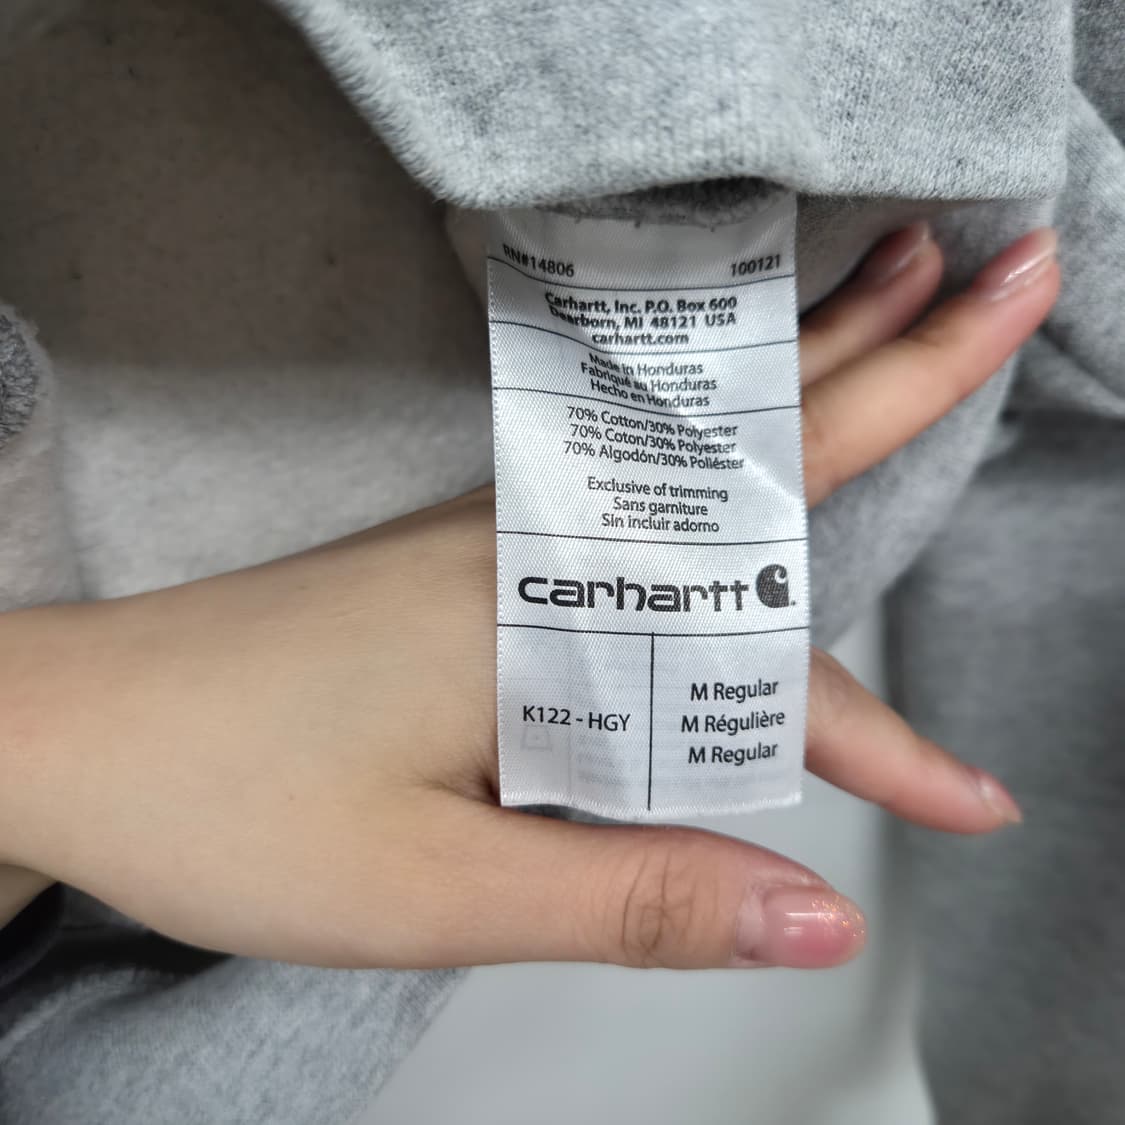 RN#14806 100121
Carhartt, Inc. P.O. Box 600
Dearborn, MI 48121 USA
carhartt.com
Made in Honduras
Fabriqué au Honduras
Hecho en Honduras
70% Cotton/30% Polyester
70% Coton/30% Polyester
70% Algodón/30% Poliéster
Exclusive of trimming
Sans garniture
Sin incluir adorno
carhartt
K122 - HGY
M Regular
M Régulière
M Regular